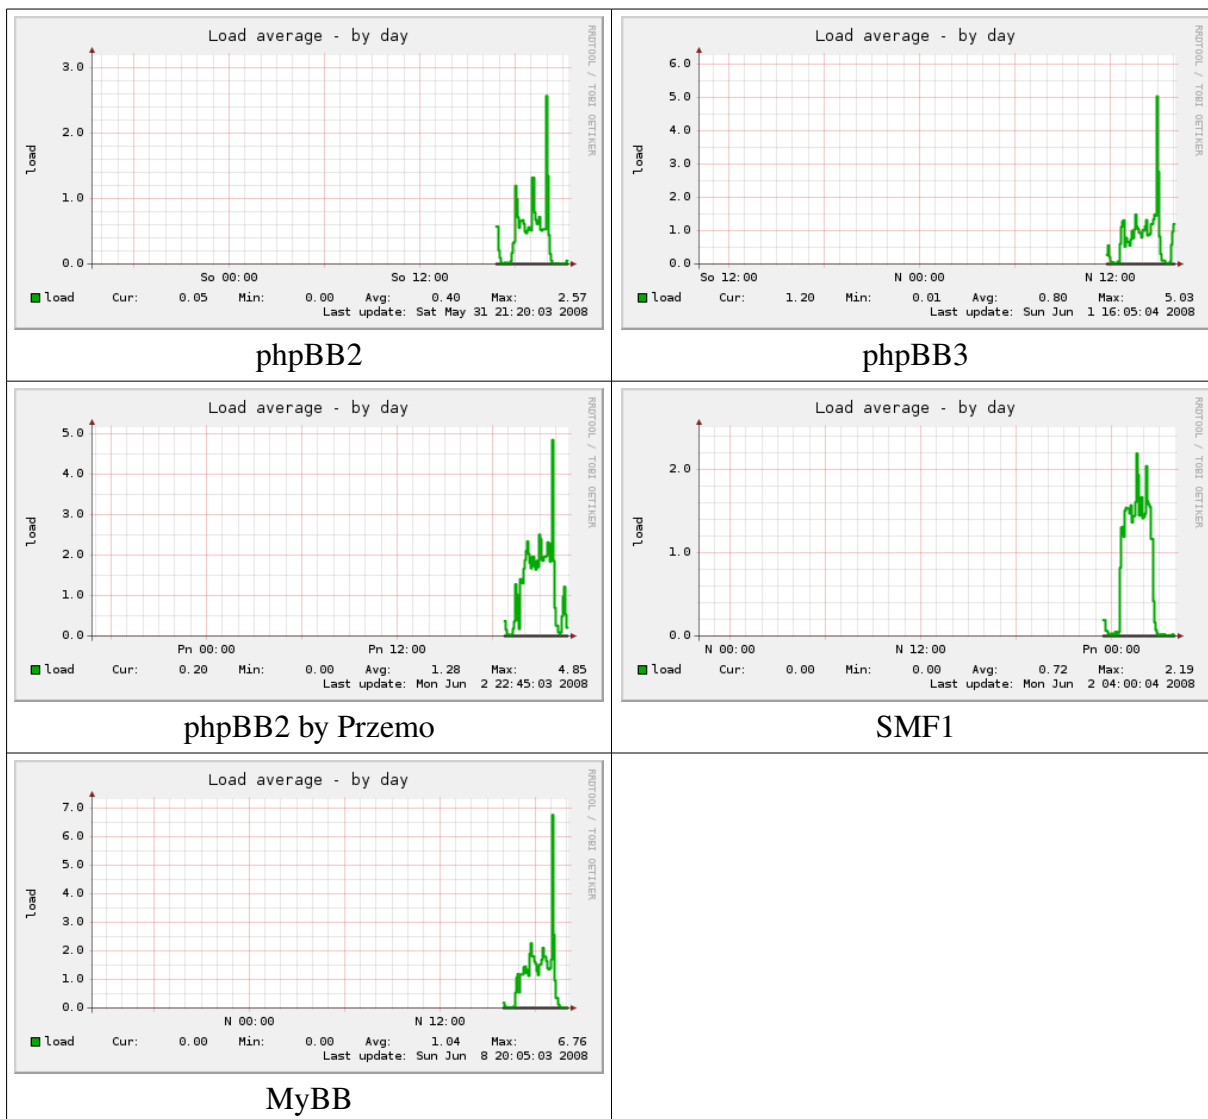 Load average - by day
RRDTOOL / TOBI OETIKER
load
3.0
2.0
1.0
0.0
So 00:00 So 12:00
load Cur: 0.05 Min: 0.00 Avg: 0.40 Max: 2.57
Last update: Sat May 31 21:20:03 2008
phpBB2
Load average - by day
RRDTOOL / TOBI OETIKER
load
6.0
5.0
4.0
3.0
2.0
1.0
0.0
So 12:00 N 00:00 N 12:00
load Cur: 1.20 Min: 0.01 Avg: 0.80 Max: 5.03
Last update: Sun Jun 1 16:05:04 2008
phpBB3
Load average - by day
RRDTOOL / TOBI OETIKER
load
5.0
4.0
3.0
2.0
1.0
0.0
Pn 00:00 Pn 12:00
load Cur: 0.20 Min: 0.00 Avg: 1.28 Max: 4.85
Last update: Mon Jun 2 22:45:03 2008
phpBB2 by Przemo
Load average - by day
RRDTOOL / TOBI OETIKER
load
2.0
1.0
0.0
N 00:00 N 12:00 Pn 00:00
load Cur: 0.00 Min: 0.00 Avg: 0.72 Max: 2.19
Last update: Mon Jun 2 04:00:04 2008
SMF1
Load average - by day
RRDTOOL / TOBI OETIKER
load
7.0
6.0
5.0
4.0
3.0
2.0
1.0
0.0
N 00:00 N 12:00
load Cur: 0.00 Min: 0.00 Avg: 1.04 Max: 6.76
Last update: Sun Jun 8 20:05:03 2008
MyBB